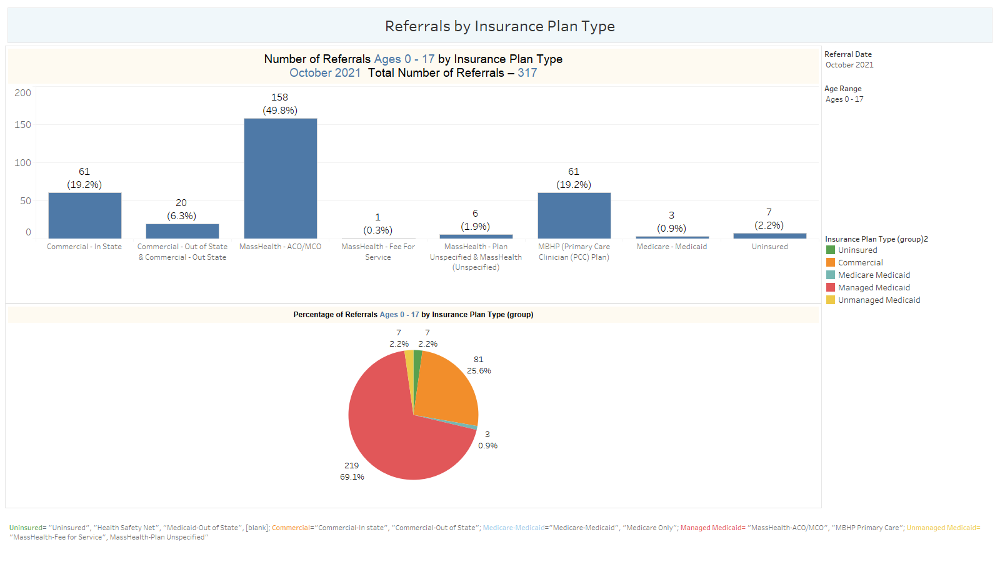 Referrals by Insurance Plan Type
Number of Referrals Ages 0 - 17 by Insurance Plan Type
October 2021 Total Number of Referrals – 317
Referral Date
October 2021
Age Range
Ages 0 - 17
200
150
100
50
0
61
(19.2%)
20
(6.3%)
158
(49.8%)
1
(0.3%)
6
(1.9%)
61
(19.2%)
3
(0.9%)
7
(2.2%)
Commercial - In State
Commercial - Out of State
& Commercial - Out State
MassHealth - ACO/MCO
MassHealth - Fee For
Service
MassHealth - Plan
Unspecified & MassHealth
(Unspecified)
MBHP (Primary Care
Clinician (PCC) Plan)
Medicare - Medicaid
Uninsured
Insurance Plan Type (group)2
Uninsured
Commercial
Medicare Medicaid
Managed Medicaid
Unmanaged Medicaid
Percentage of Referrals Ages 0 - 17 by Insurance Plan Type (group)
7
2.2%
7
2.2%
81
25.6%
3
0.9%
219
69.1%
Uninsured= "Uninsured", "Health Safety Net", "Medicaid-Out of State", [blank]; Commercial="Commercial-In state", "Commercial-Out of State"; Medicare-Medicaid="Medicare-Medicaid", "Medicare Only"; Managed Medicaid= "MassHealth-ACO/MCO", "MBHP Primary Care"; Unmanaged Medicaid=
"MassHealth-Fee for Service", MassHealth-Plan Unspecified"